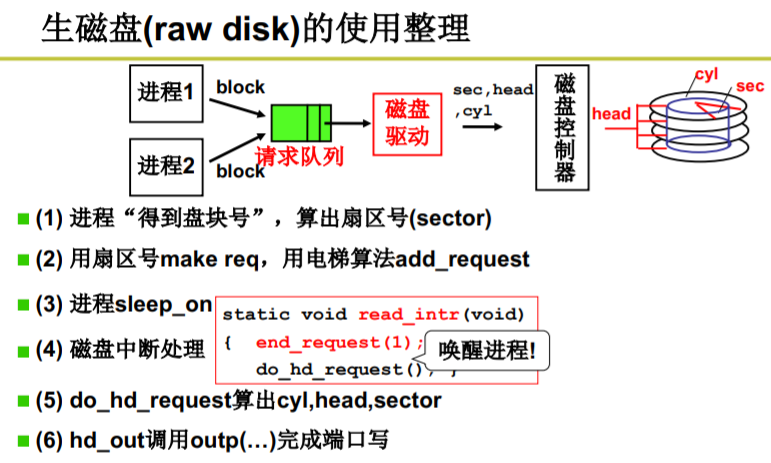 生磁盘(raw disk)的使用整理
进程1
block
进程2
block
请求队列
磁盘
驱动
sec,head
,cyl
磁盘控制器
head
cyl
sec
(1) 进程“得到盘块号”，算出扇区号(sector)
(2) 用扇区号make req，用电梯算法add_request
(3) 进程sleep_on
(4) 磁盘中断处理
static void read_intr(void)
{ end_request(1);
do_hd_request(); }
唤醒进程!
(5) do_hd_request算出cyl,head,sector
(6) hd_out调用outp(…)完成端口写